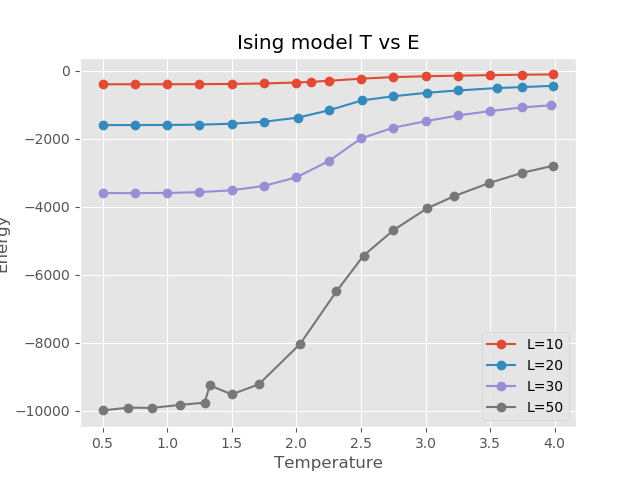 Ising model T vs E
0
−2000
−4000
−6000
−8000
−10000
Energy
0.5 1.0 1.5 2.0 2.5 3.0 3.5 4.0
Temperature
L=10
L=20
L=30
L=50